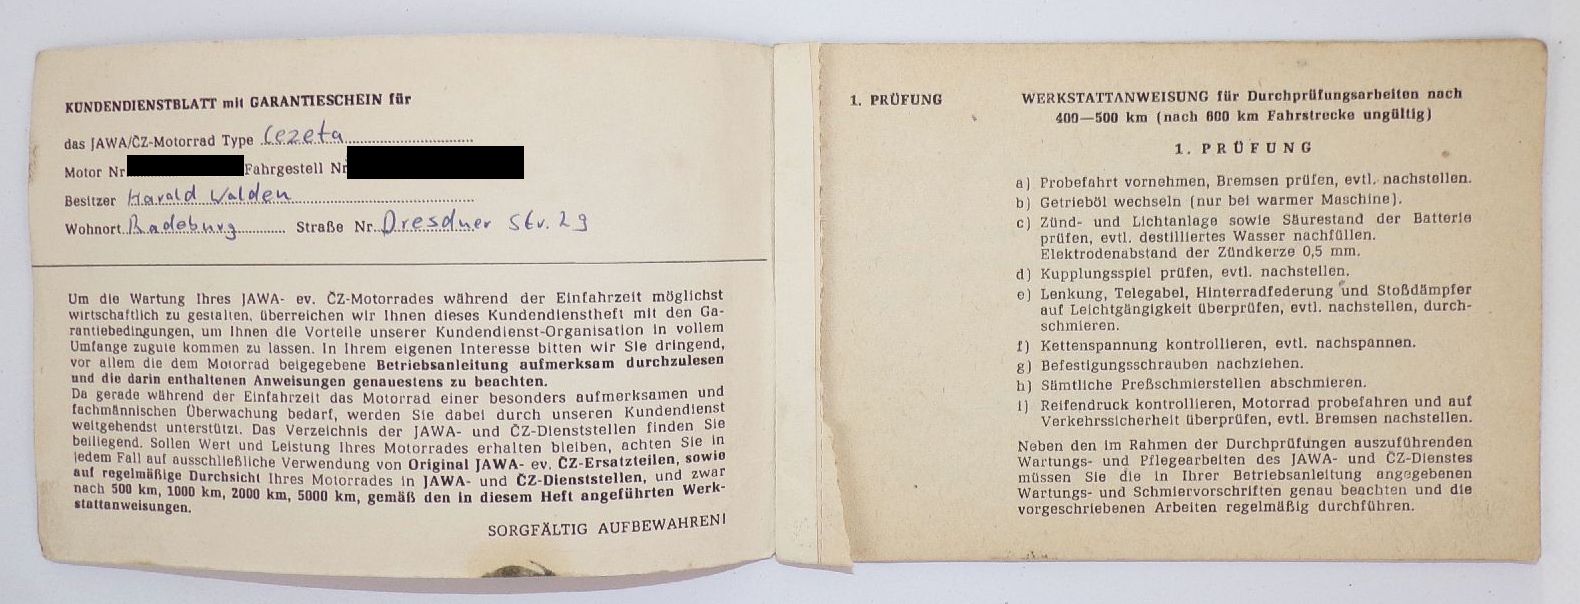 KUNDENDIENSTBLATT mit GARANTIESCHEIN für
das JAWA/ČZ-Motorrad Type Cezeta
Motor Nr Fahrgestell Nr
Besitzer Harald Walden
Wohnort Radeburg Straße Nr. Dresdner Str. 29
Um die Wartung Ihres JAWA- ev. ČZ-Motorrades während der Einfahrzeit möglichst
wirtschaftlich zu gestalten, überreichen wir Ihnen dieses Kundendienstheft mit den Ga-
rantiebedingungen, um Ihnen die Vorteile unserer Kundendienst-Organisation in vollem
Umfange zugute kommen zu lassen. In Ihrem eigenen Interesse bitten wir Sie dringend,
vor allem die dem Motorrad beigegebene Betriebsanleitung aufmerksam durchzulesen
und die darin enthaltenen Anweisungen genauestens zu beachten.
Da gerade während der Einfahrzeit das Motorrad einer besonders aufmerksamen und
fachmännischen Überwachung bedarf, werden Sie dabei durch unseren Kundendienst
weitgehendst unterstützt. Das Verzeichnis der JAWA- und ČZ-Dienststellen finden Sie
beiliegend. Sollen Wert und Leistung Ihres Motorrades erhalten bleiben, achten Sie in
jedem Fall auf ausschließliche Verwendung von Original JAWA- ev. ČZ-Ersatzteilen, sowie
auf regelmäßige Durchsicht Ihres Motorrades in JAWA- und ČZ-Dienststellen, und zwar
nach 500 km, 1000 km, 2000 km, 5000 km, gemäß den in diesem Heft angeführten Werk-
stattanweisungen.
SORGFÄLTIG AUFBEWAHREN!
1. PRÜFUNG
WERKSTATTANWEISUNG für Durchprüfungsarbeiten nach
400—500 km (nach 600 km Fahrstrecke ungültig)
1. PRÜFUNG
a) Probefahrt vornehmen, Bremsen prüfen, evtl. nachstellen.
b) Getrieböl wechseln (nur bei warmer Maschine).
c) Zünd- und Lichtanlage sowie Säurestand der Batterie
prüfen, evtl. destilliertes Wasser nachfüllen.
Elektrodenabstand der Zündkerze 0,5 mm.
d) Kupplungsspiel prüfen, evtl. nachstellen.
e) Lenkung, Telegabel, Hinterradfederung und Stoßdämpfer
auf Leichtgängigkeit überprüfen, evtl. nachstellen, durch-
schmieren.
f) Kettenspannung kontrollieren, evtl. nachspannen.
g) Befestigungsschrauben nachziehen.
h) Sämtliche Preßschmierstellen abschmieren.
i) Reifendruck kontrollieren, Motorrad probefahren und auf
Verkehrssicherheit überprüfen, evtl. Bremsen nachstellen.
Neben den im Rahmen der Durchprüfungen auszuführenden
Wartungs- und Pflegearbeiten des JAWA- und ČZ-Dienstes
müssen Sie die in Ihrer Betriebsanleitung angegebenen
Wartungs- und Schmiervorschriften genau beachten und die
vorgeschriebenen Arbeiten regelmäßig durchführen.